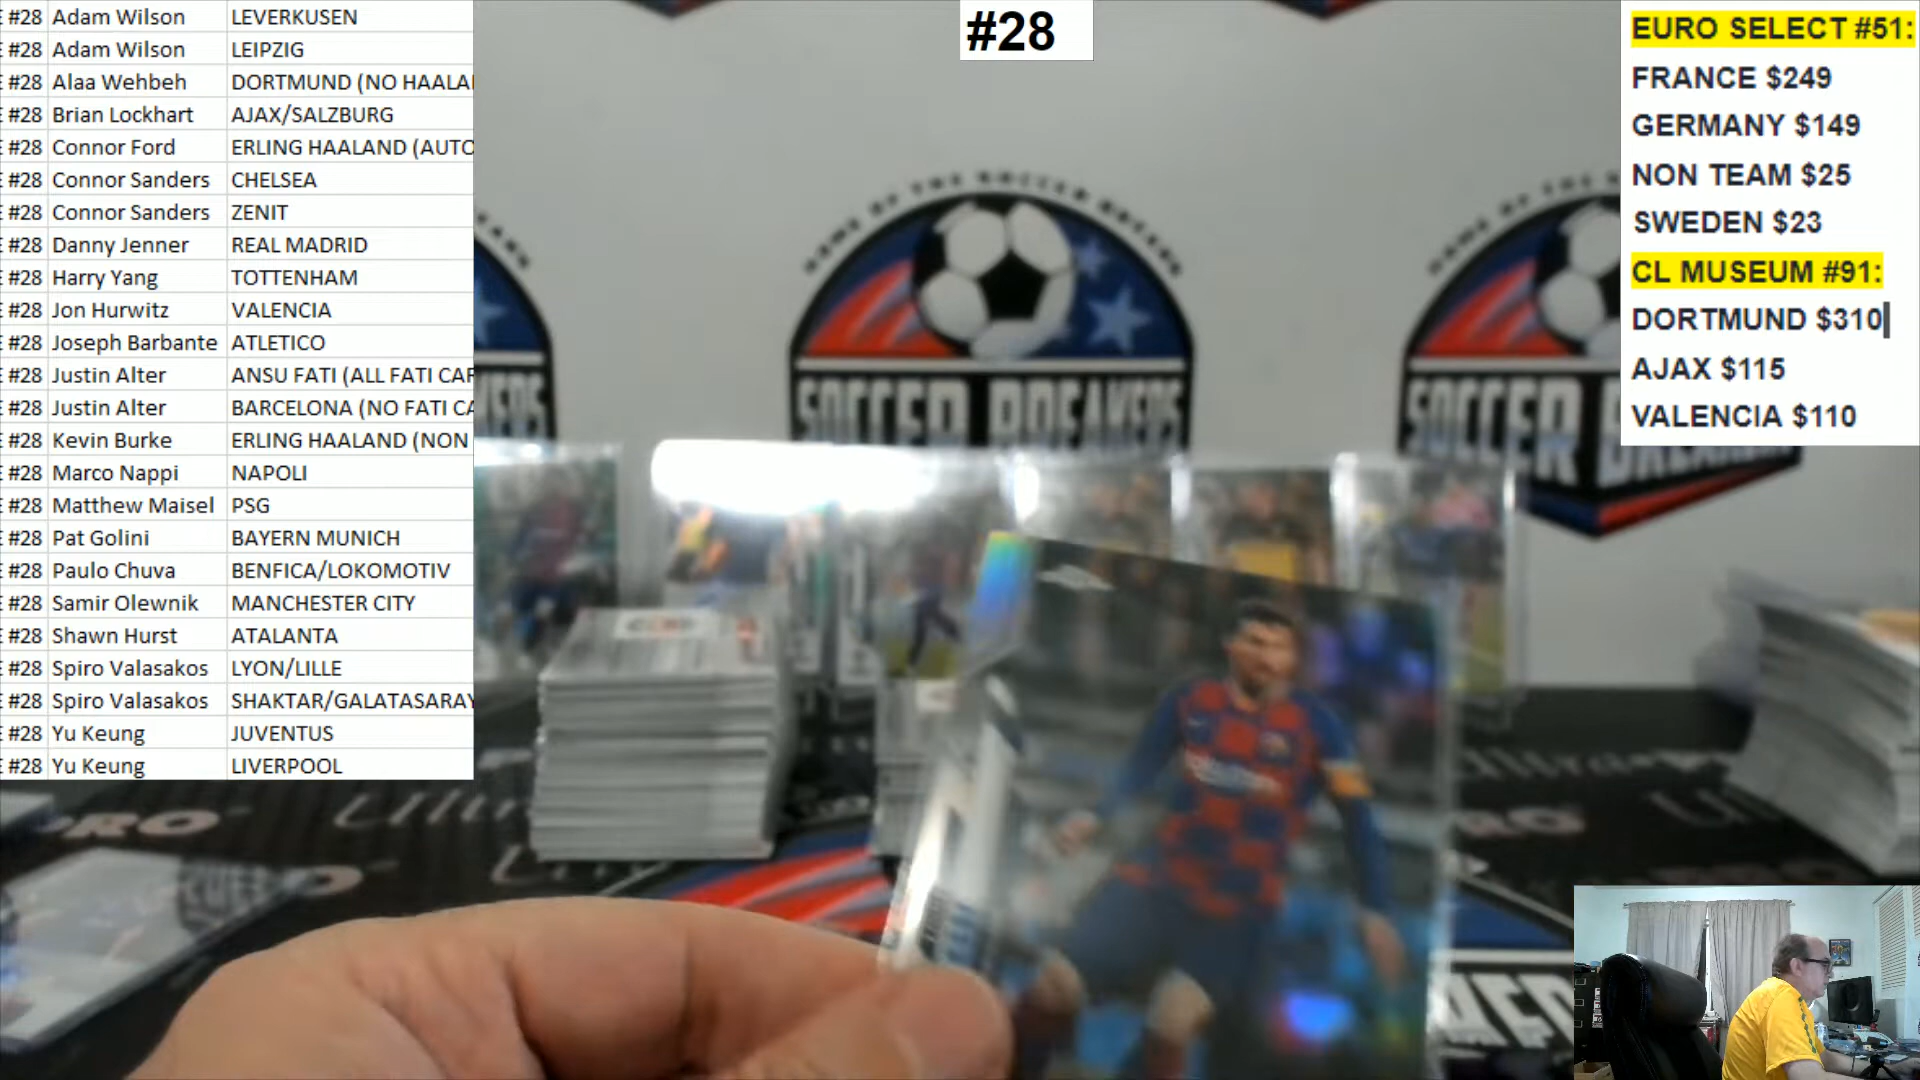 E #28 Adam Wilson LEVERKUSEN
E #28 Adam Wilson LEIPZIG
E #28 Alaa Wehbeh DORTMUND (NO HAALA
E #28 Brian Lockhart AJAX/SALZBURG
E #28 Connor Ford ERLING HAALAND (AUTO
E #28 Connor Sanders CHELSEA
E #28 Connor Sanders ZENIT
E #28 Danny Jenner REAL MADRID
E #28 Harry Yang TOTTENHAM
E #28 Jon Hurwitz VALENCIA
E #28 Joseph Barbante ATLETICO
E #28 Justin Alter ANSU FATI (ALL FATI CAR
E #28 Justin Alter BARCELONA (NO FATI CA
E #28 Kevin Burke ERLING HAALAND (NON
E #28 Marco Nappi NAPOLI
E #28 Matthew Maisel PSG
E #28 Pat Golini BAYERN MUNICH
E #28 Paulo Chuva BENFICA/LOKOMOTIV
E #28 Samir Olewnik MANCHESTER CITY
E #28 Shawn Hurst ATALANTA
E #28 Spiro Valasakos LYON/LILLE
E #28 Spiro Valasakos SHAKTAR/GALATASARAY
E #28 Yu Keung JUVENTUS
E #28 Yu Keung LIVERPOOL
#28
EURO SELECT #51:
FRANCE $249
GERMANY $149
NON TEAM $25
SWEDEN $23
CL MUSEUM #91:
DORTMUND $310
AJAX $115
VALENCIA $110
HOME OF THE SOCCER BREAKERS
SOCCER BREAKERS
SOCCER BREAKER